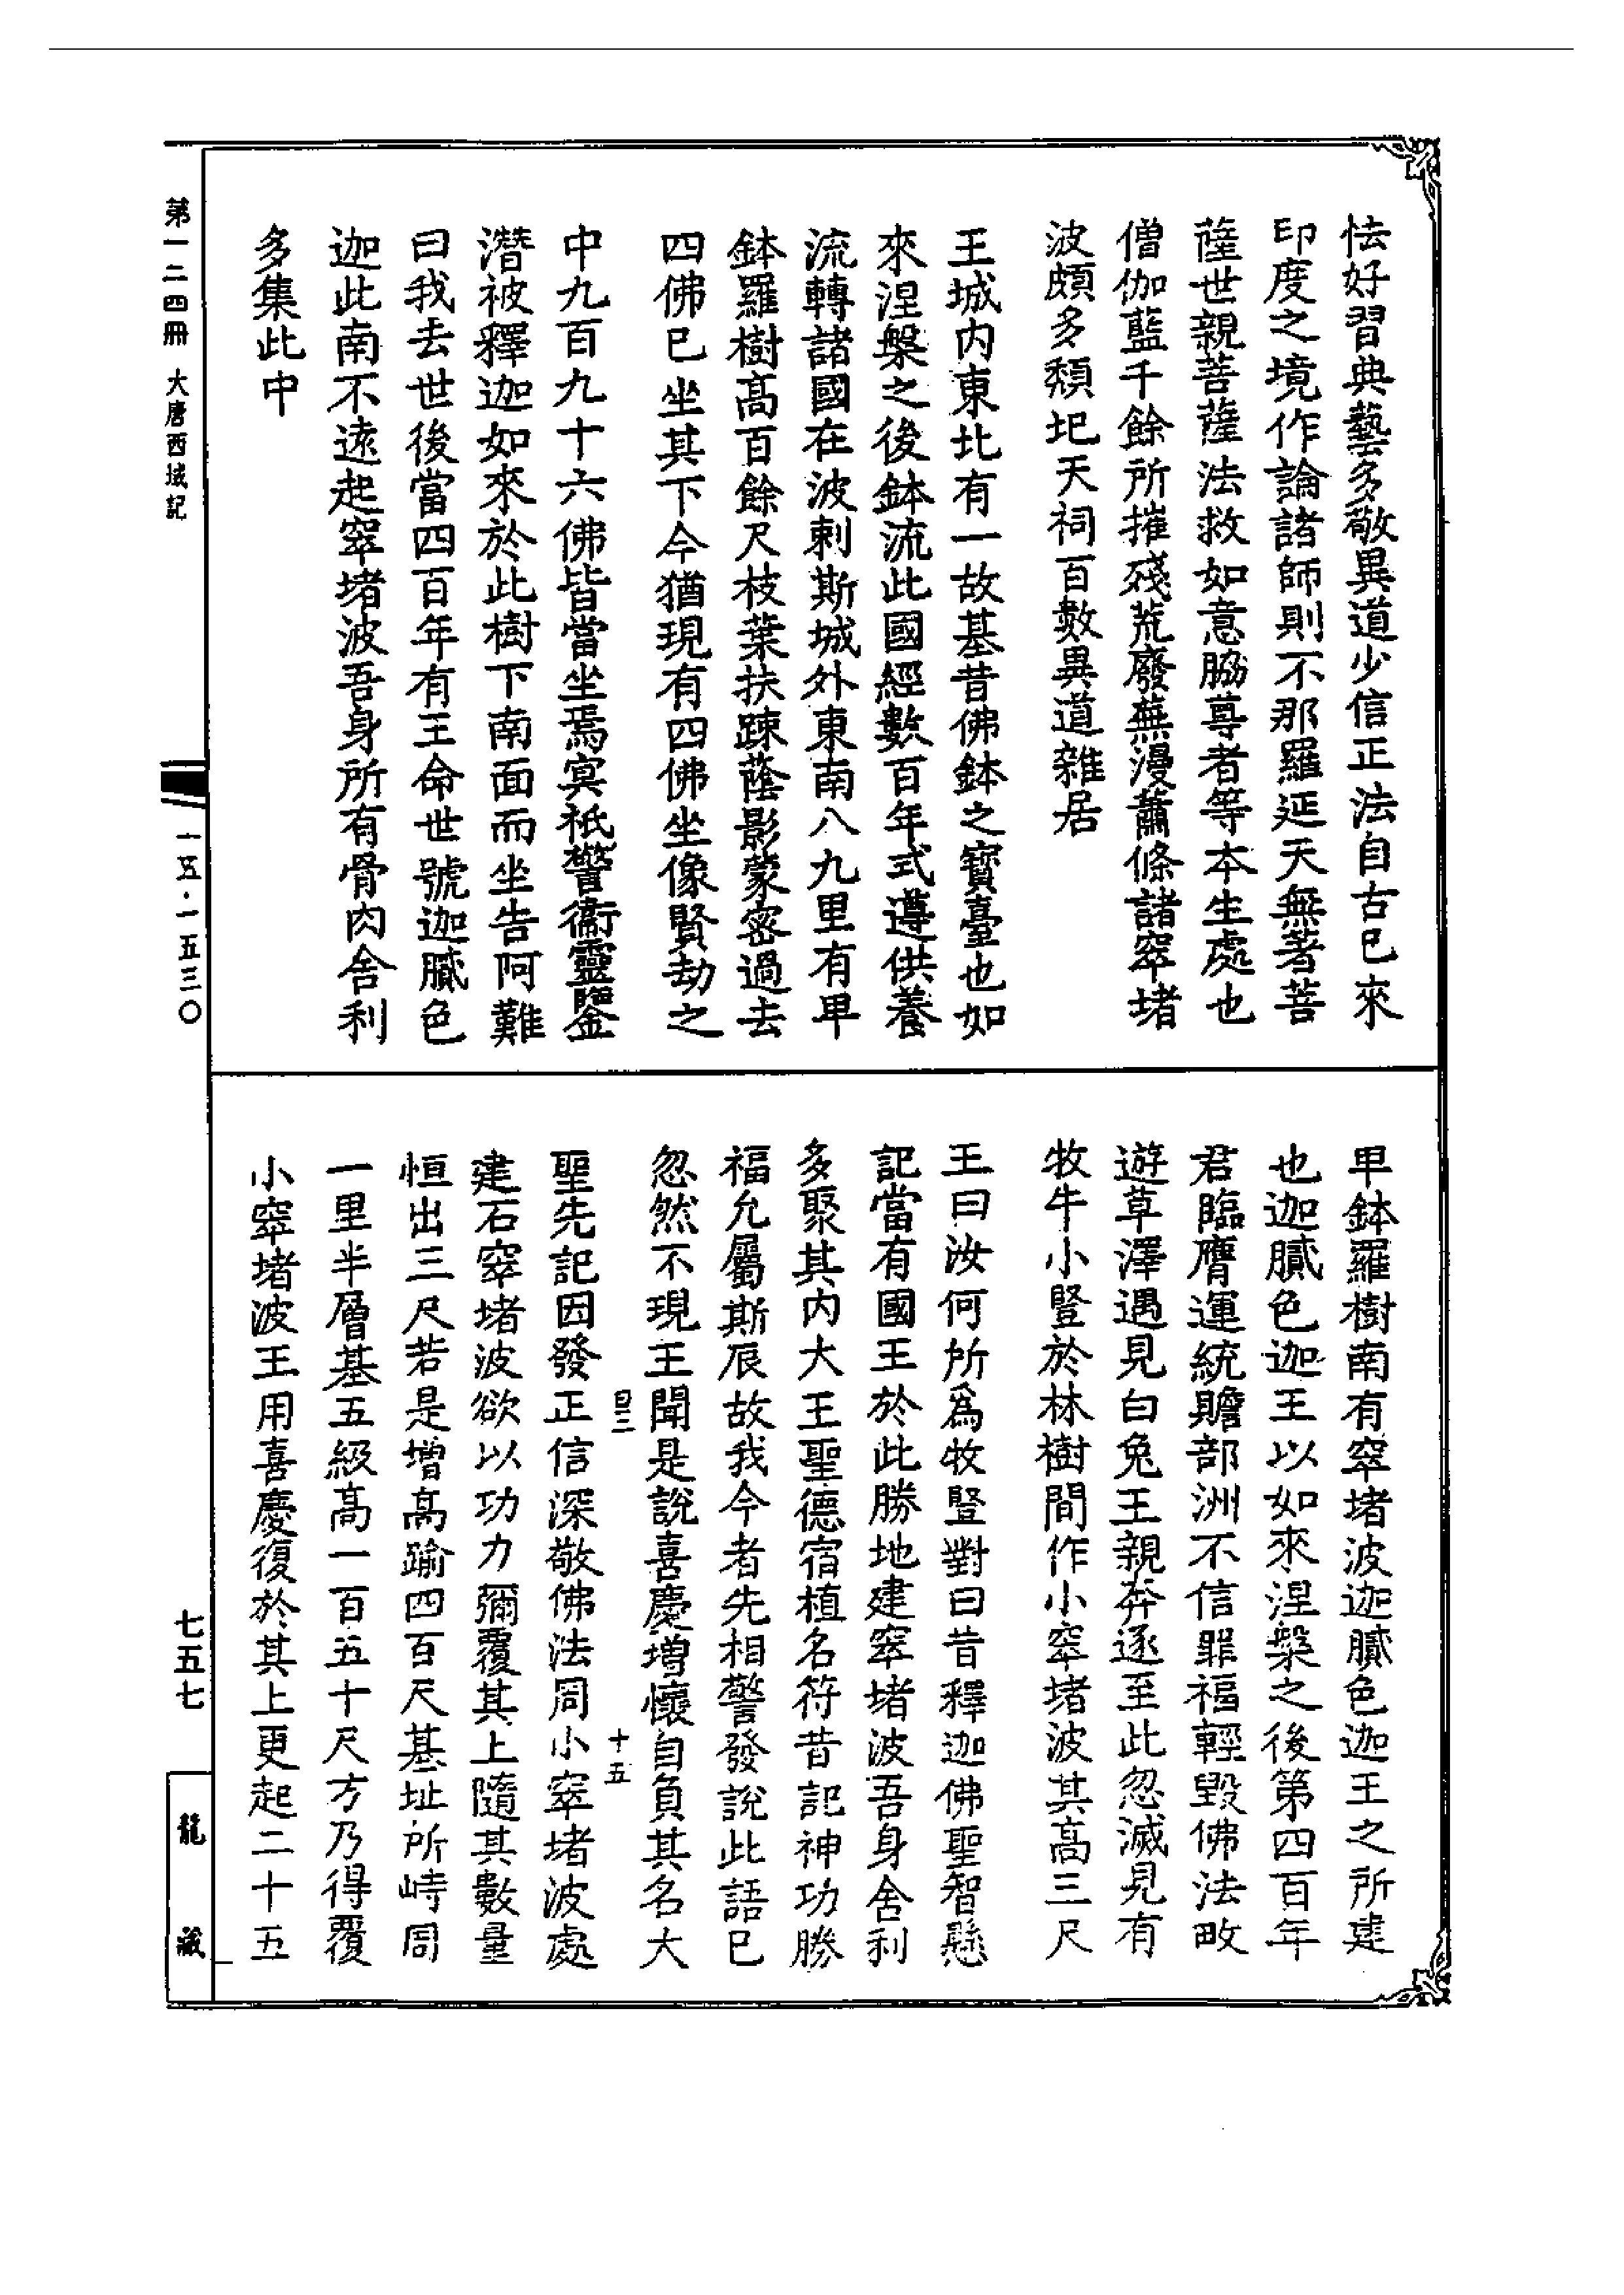 怯好習典藝多敬異道少信正法自古已來
印度之境作論諸師則不那羅延天無著菩
薩世親菩薩法救如意脇尊者等本生處也
僧伽藍千餘所摧殘荒廢蕪漫蕭條諸窣堵
波頗多頹圮天祠百數異道雜居
王城内東北有一故基昔佛鉢之寶臺也如
來涅槃之後鉢流此國經數百年式遵供養
流轉諸國在波剌斯城外東南八九里有卑
鉢羅樹高百餘尺枝葉扶踈蔭影蒙密過去
四佛已坐其下今猶現有四佛坐像賢劫之
中九百九十六佛皆當坐焉冥祇警衞靈鑒
潛被釋迦如來於此樹下南面而坐告阿難
曰我去世後當四百年有王命世號迦膩色
迦此南不遠起窣堵波吾身所有骨肉舍利
多集此中
卑鉢羅樹南有窣堵波迦膩色迦王之所建
也迦膩色迦王以如來涅槃之後第四百年
君臨膺運統贍部洲不信罪福輕毀佛法畋
遊草澤遇見白兔王親奔逐至此忽滅見有
牧牛小豎於林樹間作小窣堵波其高三尺
王曰汝何所爲牧豎對曰昔釋迦佛聖智懸
記當有國王於此勝地建窣堵波吾身舍利
多聚其内大王聖德宿植名符昔記神功勝
福允屬斯辰故我今者先相警發說此語已
忽然不現王聞是說喜慶增懷自負其名大
聖先記因發正信深敬佛法周小窣堵波處
建石窣堵波欲以功力彌覆其上隨其數量
恒出三尺若是增高踰四百尺基址所峙周
一里半層基五級高一百五十尺方乃得覆
小窣堵波王用喜慶復於其上更起二十五
十五
第一二四冊 大唐西域記
一五·一五三〇
七五七
龍藏